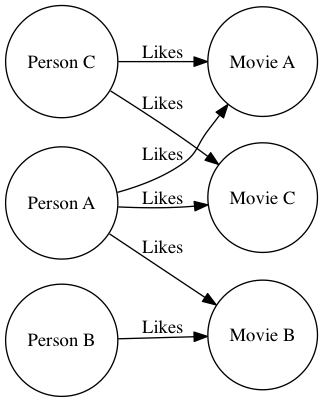 Likes
Person C
Movie A
Likes
Likes
Person A
Likes
Movie C
Likes
Likes
Person B
Movie B